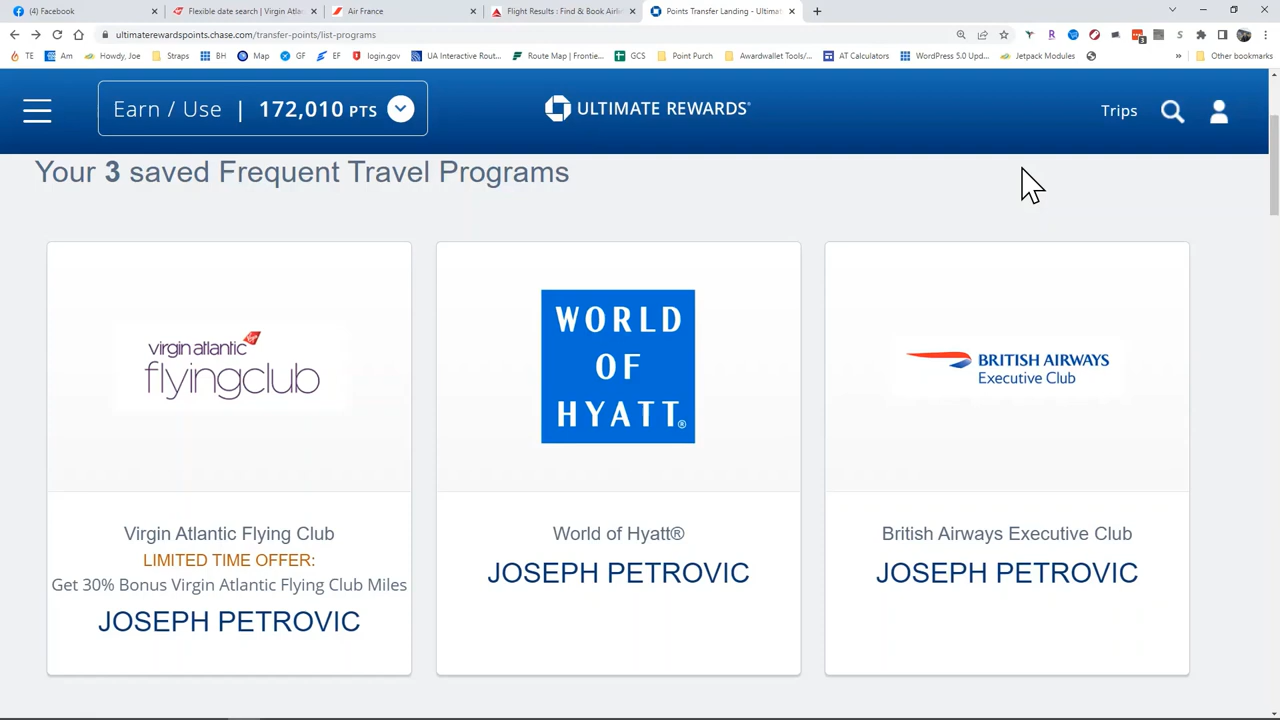 (4) Facebook
Flexible date search | Virgin Atla
Air France
Flight Results : Find & Book Airli
Points Transfer Landing - Ultima
ultimaterewardspoints.chase.com/transfer-points/list-programs
TE
Am
Howdy, Joe
Straps
BH
Map
GF
EF
login.gov
UA Interactive Rout...
Route Map | Frontie...
GCS
Point Purch
Awardwallet Tools/...
AT Calculators
WordPress 5.0 Upd...
Jetpack Modules
»
Other bookmarks
Earn / Use | 172,010 PTS
ULTIMATE REWARDS®
Trips
Your 3 saved Frequent Travel Programs
virgin atlantic
flyingclub
WORLD
OF
HYATT®
BRITISH AIRWAYS
Executive Club
Virgin Atlantic Flying Club
LIMITED TIME OFFER:
Get 30% Bonus Virgin Atlantic Flying Club Miles
JOSEPH PETROVIC
World of Hyatt®
JOSEPH PETROVIC
British Airways Executive Club
JOSEPH PETROVIC